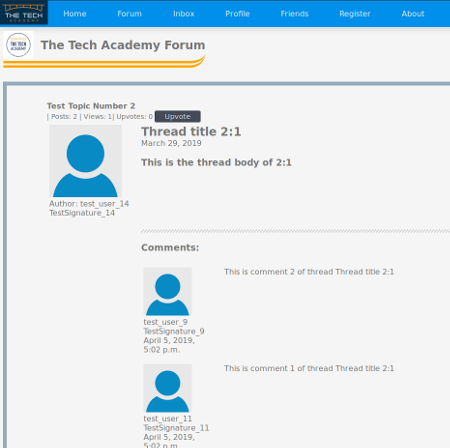 THE TECH
ACADEMY
Home Forum Inbox Profile Friends Register About
THE TECH
ACADEMY
The Tech Academy Forum
Test Topic Number 2
| Posts: 2 | Views: 1| Upvotes: 0 Upvote
Thread title 2:1
March 29, 2019
This is the thread body of 2:1
Author: test_user_14
TestSignature_14
Comments:
This is comment 2 of thread Thread title 2:1
test_user_9
TestSignature_9
April 5, 2019,
5:02 p.m.
This is comment 1 of thread Thread title 2:1
test_user_11
TestSignature_11
April 5, 2019,
5:02 p.m.